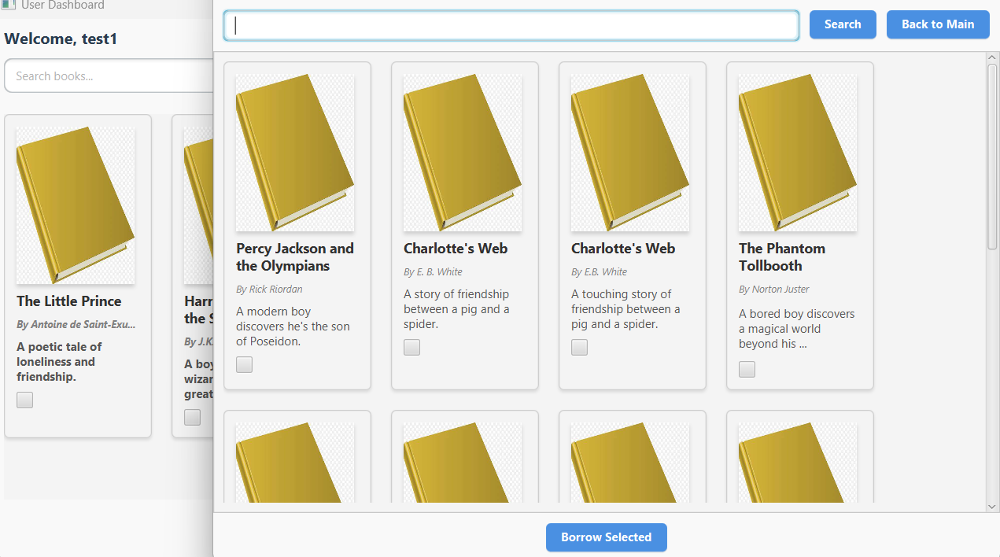 User Dashboard
Welcome, test1
Search books...
The Little Prince
By Antoine de Saint-Exu...
A poetic tale of
loneliness and
friendship.
Harr
the S
By J.K.
A boy
wizar
great
Search
Back to Main
Percy Jackson and
the Olympians
By Rick Riordan
A modern boy
discovers he's the son
of Poseidon.
Charlotte's Web
By E. B. White
A story of friendship
between a pig and a
spider.
Charlotte's Web
By E.B. White
A touching story of
friendship between a
pig and a spider.
The Phantom
Tollbooth
By Norton Juster
A bored boy discovers
a magical world
beyond his ...
Borrow Selected